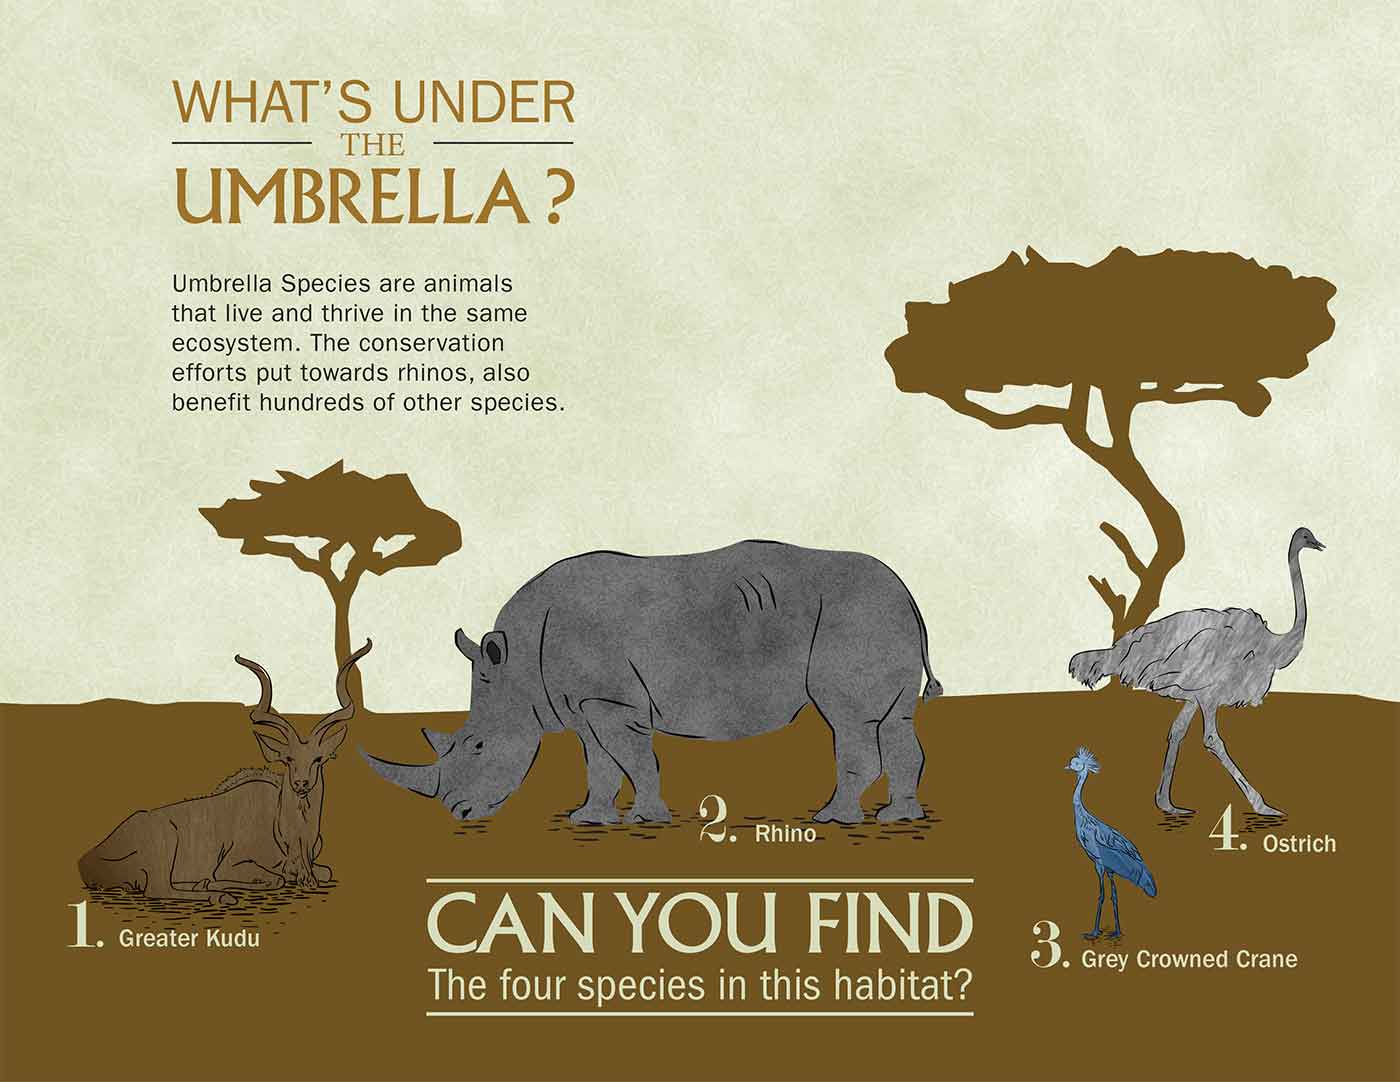 WHAT'S UNDER
THE
UMBRELLA?
Umbrella Species are animals
that live and thrive in the same
ecosystem. The conservation
efforts put towards rhinos, also
benefit hundreds of other species.
2. Rhino
4. Ostrich
1. Greater Kudu
3. Grey Crowned Crane
CAN YOU FIND
The four species in this habitat?